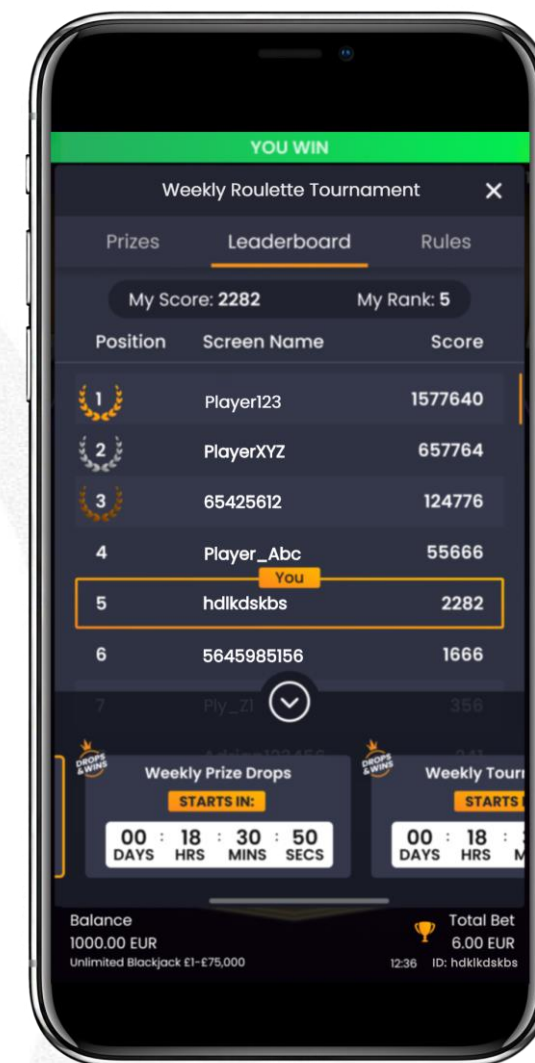 YOU WIN
Weekly Roulette Tournament ×
Prizes Leaderboard Rules
My Score: 2282 My Rank: 5
Position Screen Name Score
1 Player123 1577640
2 PlayerXYZ 657764
3 65425612 124776
4 Player_Abc 55666
You
5 hdlkdskbs 2282
6 5645985156 1666
7 Ply_Z1 356
DROPS & WINS
Weekly Prize Drops
STARTS IN:
00 : 18 : 30 : 50
DAYS HRS MINS SECS
DROPS & WINS
Weekly
STARTS
00 : 18 :
DAYS HRS
Balance
1000.00 EUR
Unlimited Blackjack £1-£75,000
Total Bet
6.00 EUR
12:36 ID: hdklkdskbs